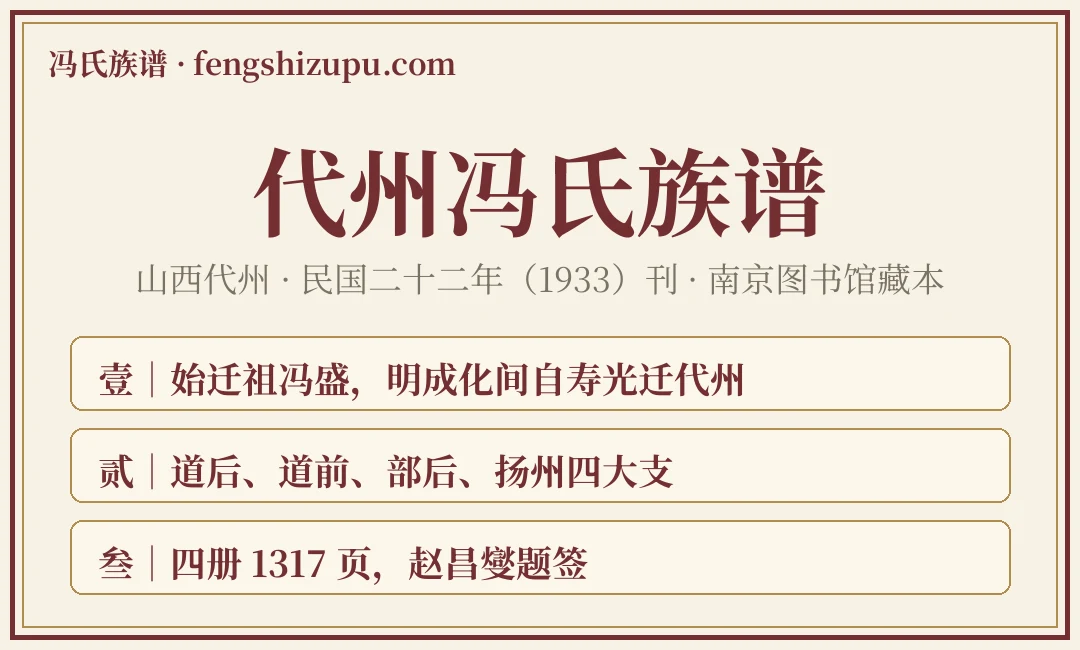 冯氏族谱 · fengshizupu.com
代州冯氏族谱
山西代州 · 民国二十二年（1933）刊 · 南京图书馆藏本
壹｜始迁祖冯盛，明成化间自寿光迁代州
贰｜道后、道前、部后、扬州四大支
叁｜四册 1317 页，赵昌燮题签